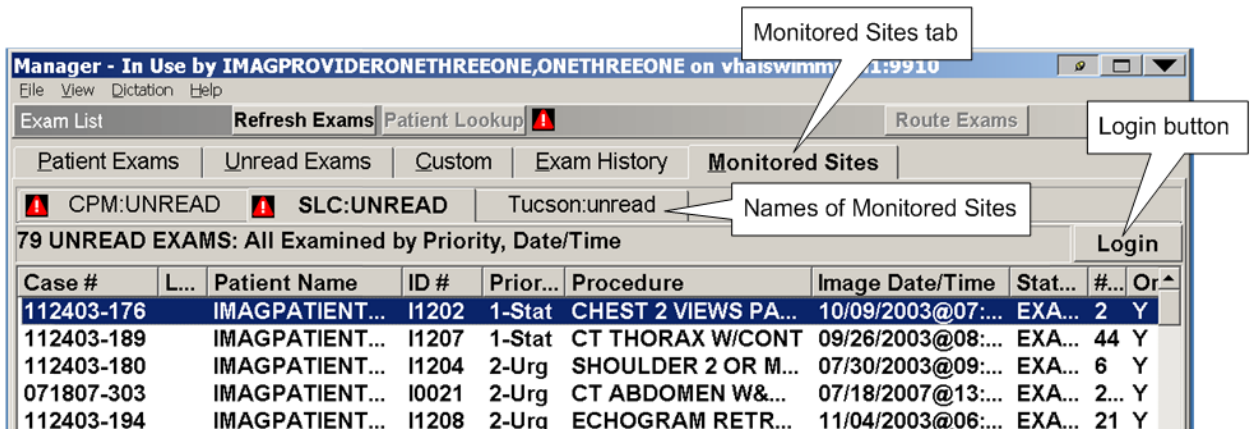 Monitored Sites tab
Manager - In Use by IMAGPROVIDERONETHREEONE,ONETHREEONE on vhaiswimm 1:9910
File View Dictation Help
Exam List Refresh Exams Patient Lookup Route Exams
Login button
Patient Exams Unread Exams Custom Exam History Monitored Sites
CPM:UNREAD SLC:UNREAD Tucson:unread Names of Monitored Sites
79 UNREAD EXAMS: All Examined by Priority, Date/Time Login
Case # L... Patient Name ID # Prior... Procedure Image Date/Time Stat... #... Or
112403-176 IMAGPATIENT... I1202 1-Stat CHEST 2 VIEWS PA... 10/09/2003@07:... EXA... 2 Y
112403-189 IMAGPATIENT... I1207 1-Stat CT THORAX W/CONT 09/26/2003@08:... EXA... 44 Y
112403-180 IMAGPATIENT... I1204 2-Urg SHOULDER 2 OR M... 07/30/2003@09:... EXA... 6 Y
071807-303 IMAGPATIENT... I0021 2-Urg CT ABDOMEN W&... 07/18/2007@13:... EXA... 2... Y
112403-194 IMAGPATIENT... I1208 2-Urg ECHOGRAM RETR... 11/04/2003@06:... EXA... 21 Y